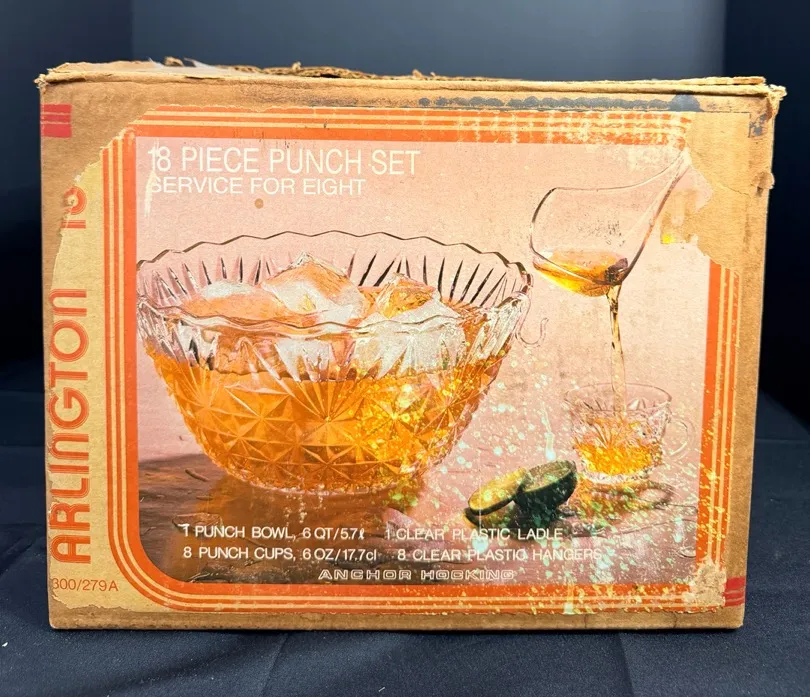 18 PIECE PUNCH SET
SERVICE FOR EIGHT
ARLINGTON
1 PUNCH BOWL, 6 QT/5.7ℓ 1 CLEAR PLASTIC LADLE
8 PUNCH CUPS, 6 OZ/17.7cl 8 CLEAR PLASTIC HANGERS
ANCHOR HOCKING
300/279A